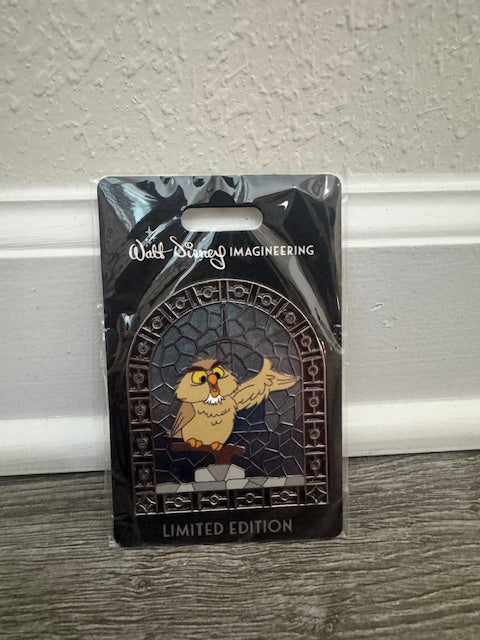 Walt Disney IMAGINEERING
LIMITED EDITION